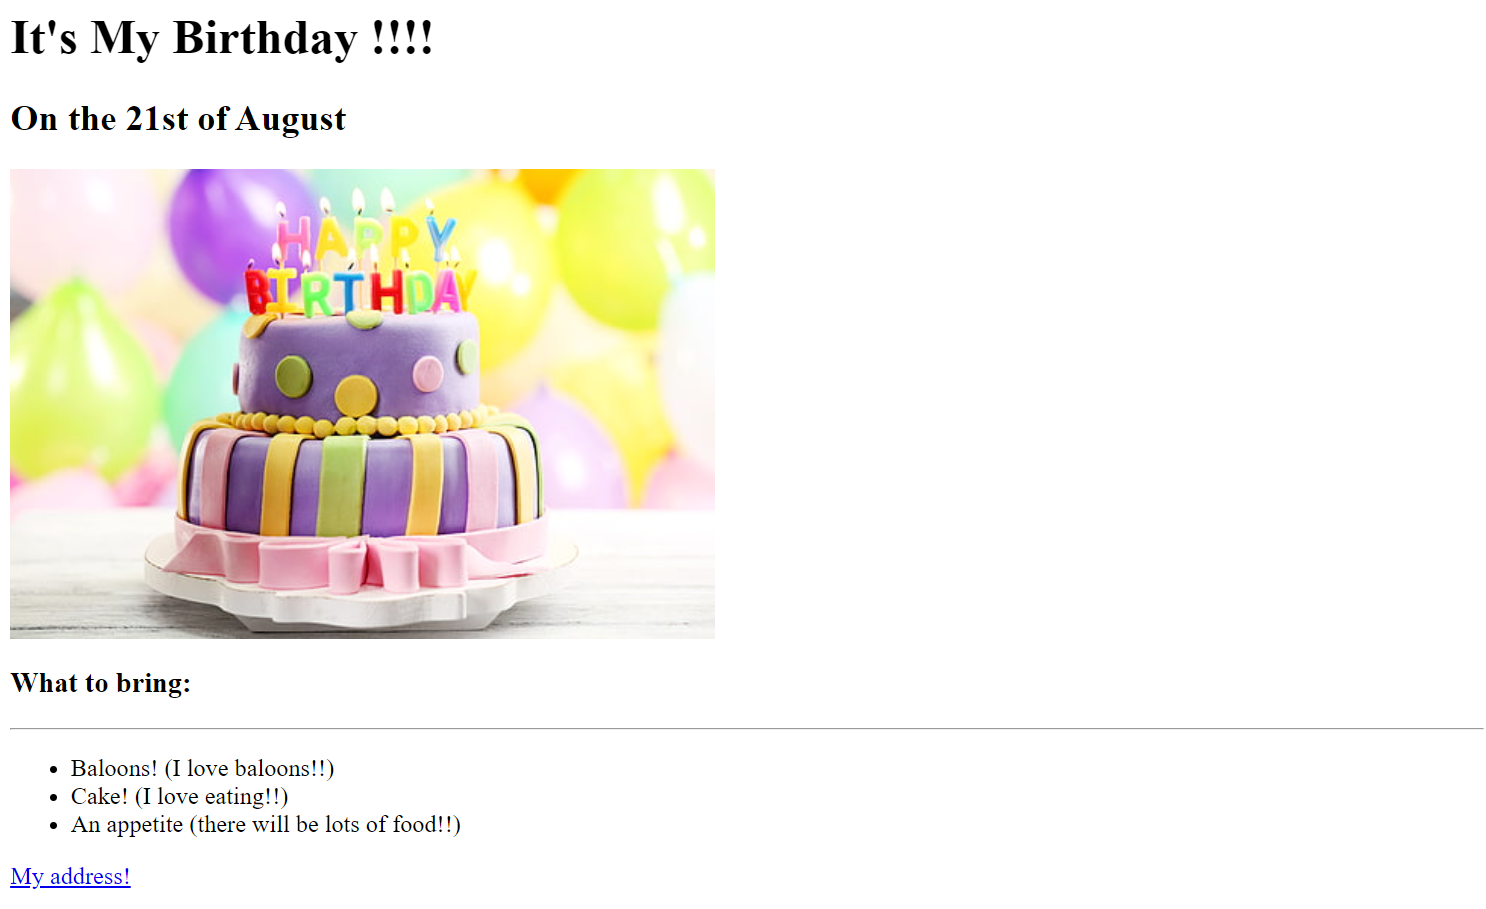 It's My Birthday !!!!
On the 21st of August
HAPPY
BIRTHDAY
What to bring:
Baloons! (I love baloons!!)
Cake! (I love eating!!)
An appetite (there will be lots of food!!)
My address!